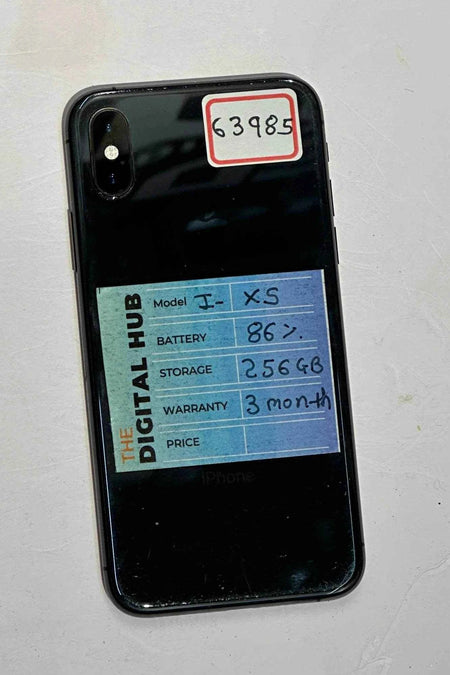 63985
THE
DIGITAL HUB
Model I- XS
BATTERY 86%.
STORAGE 256GB
WARRANTY 3 month
PRICE
iPhone